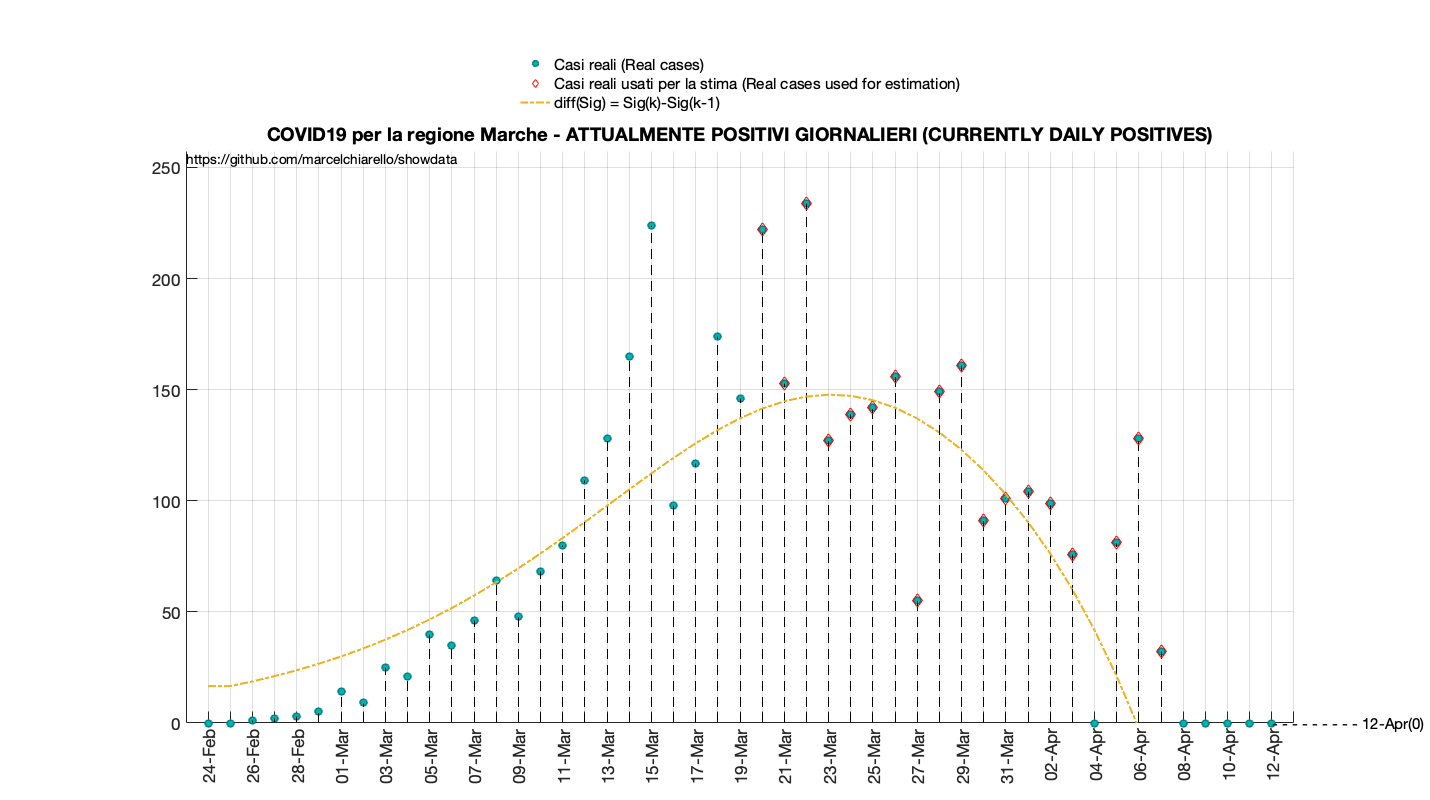 Casi reali (Real cases)
Casi reali usati per la stima (Real cases used for estimation)
diff(Sig) = Sig(k)-Sig(k-1)
COVID19 per la regione Marche - ATTUALMENTE POSITIVI GIORNALIERI (CURRENTLY DAILY POSITIVES)
https://github.com/marcelchiarello/showdata
250
200
150
100
50
0
12-Apr(0)
24-Feb
26-Feb
28-Feb
01-Mar
03-Mar
05-Mar
07-Mar
09-Mar
11-Mar
13-Mar
15-Mar
17-Mar
19-Mar
21-Mar
23-Mar
25-Mar
27-Mar
29-Mar
31-Mar
02-Apr
04-Apr
06-Apr
08-Apr
10-Apr
12-Apr